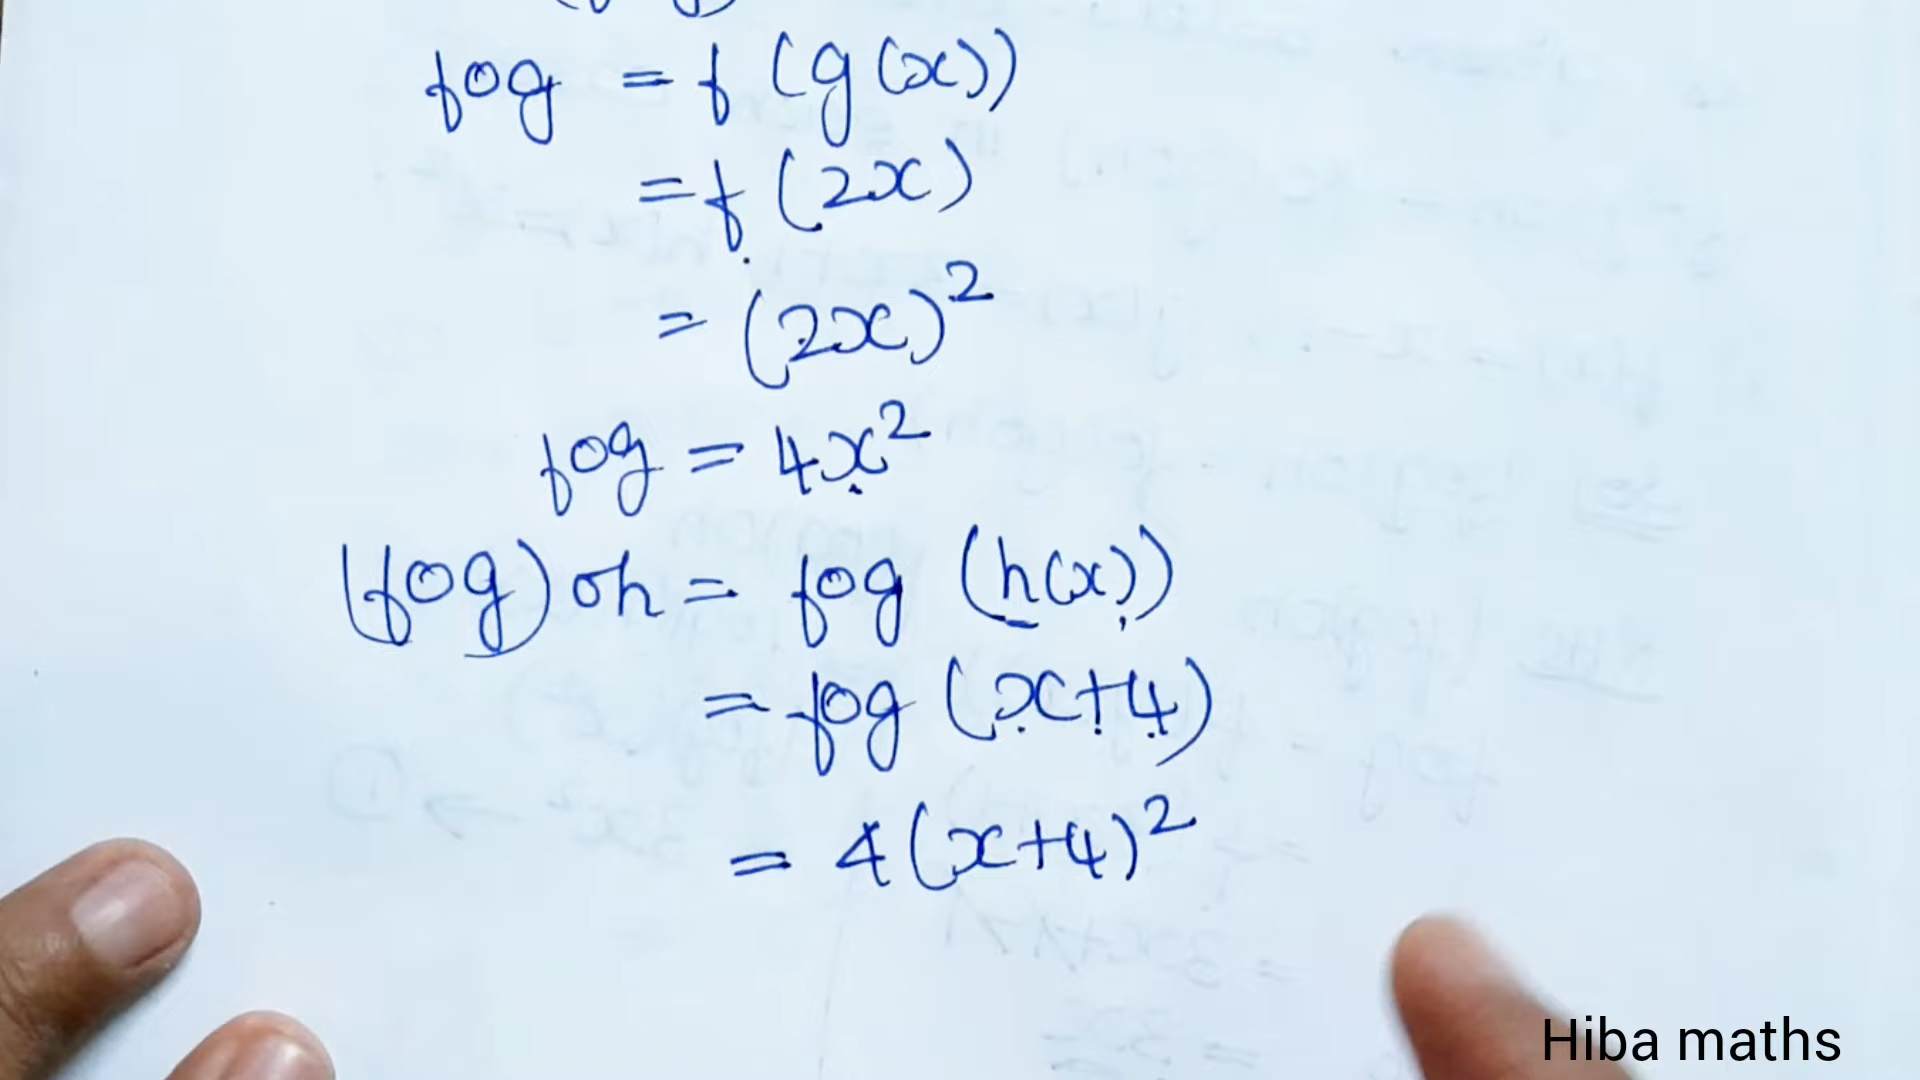 fog = f (g(x))
= f (2x)
= (2x)²
fog = 4x²
(fog) oh = fog (h(x))
= fog (x+4)
= 4(x+4)²
Hiba maths